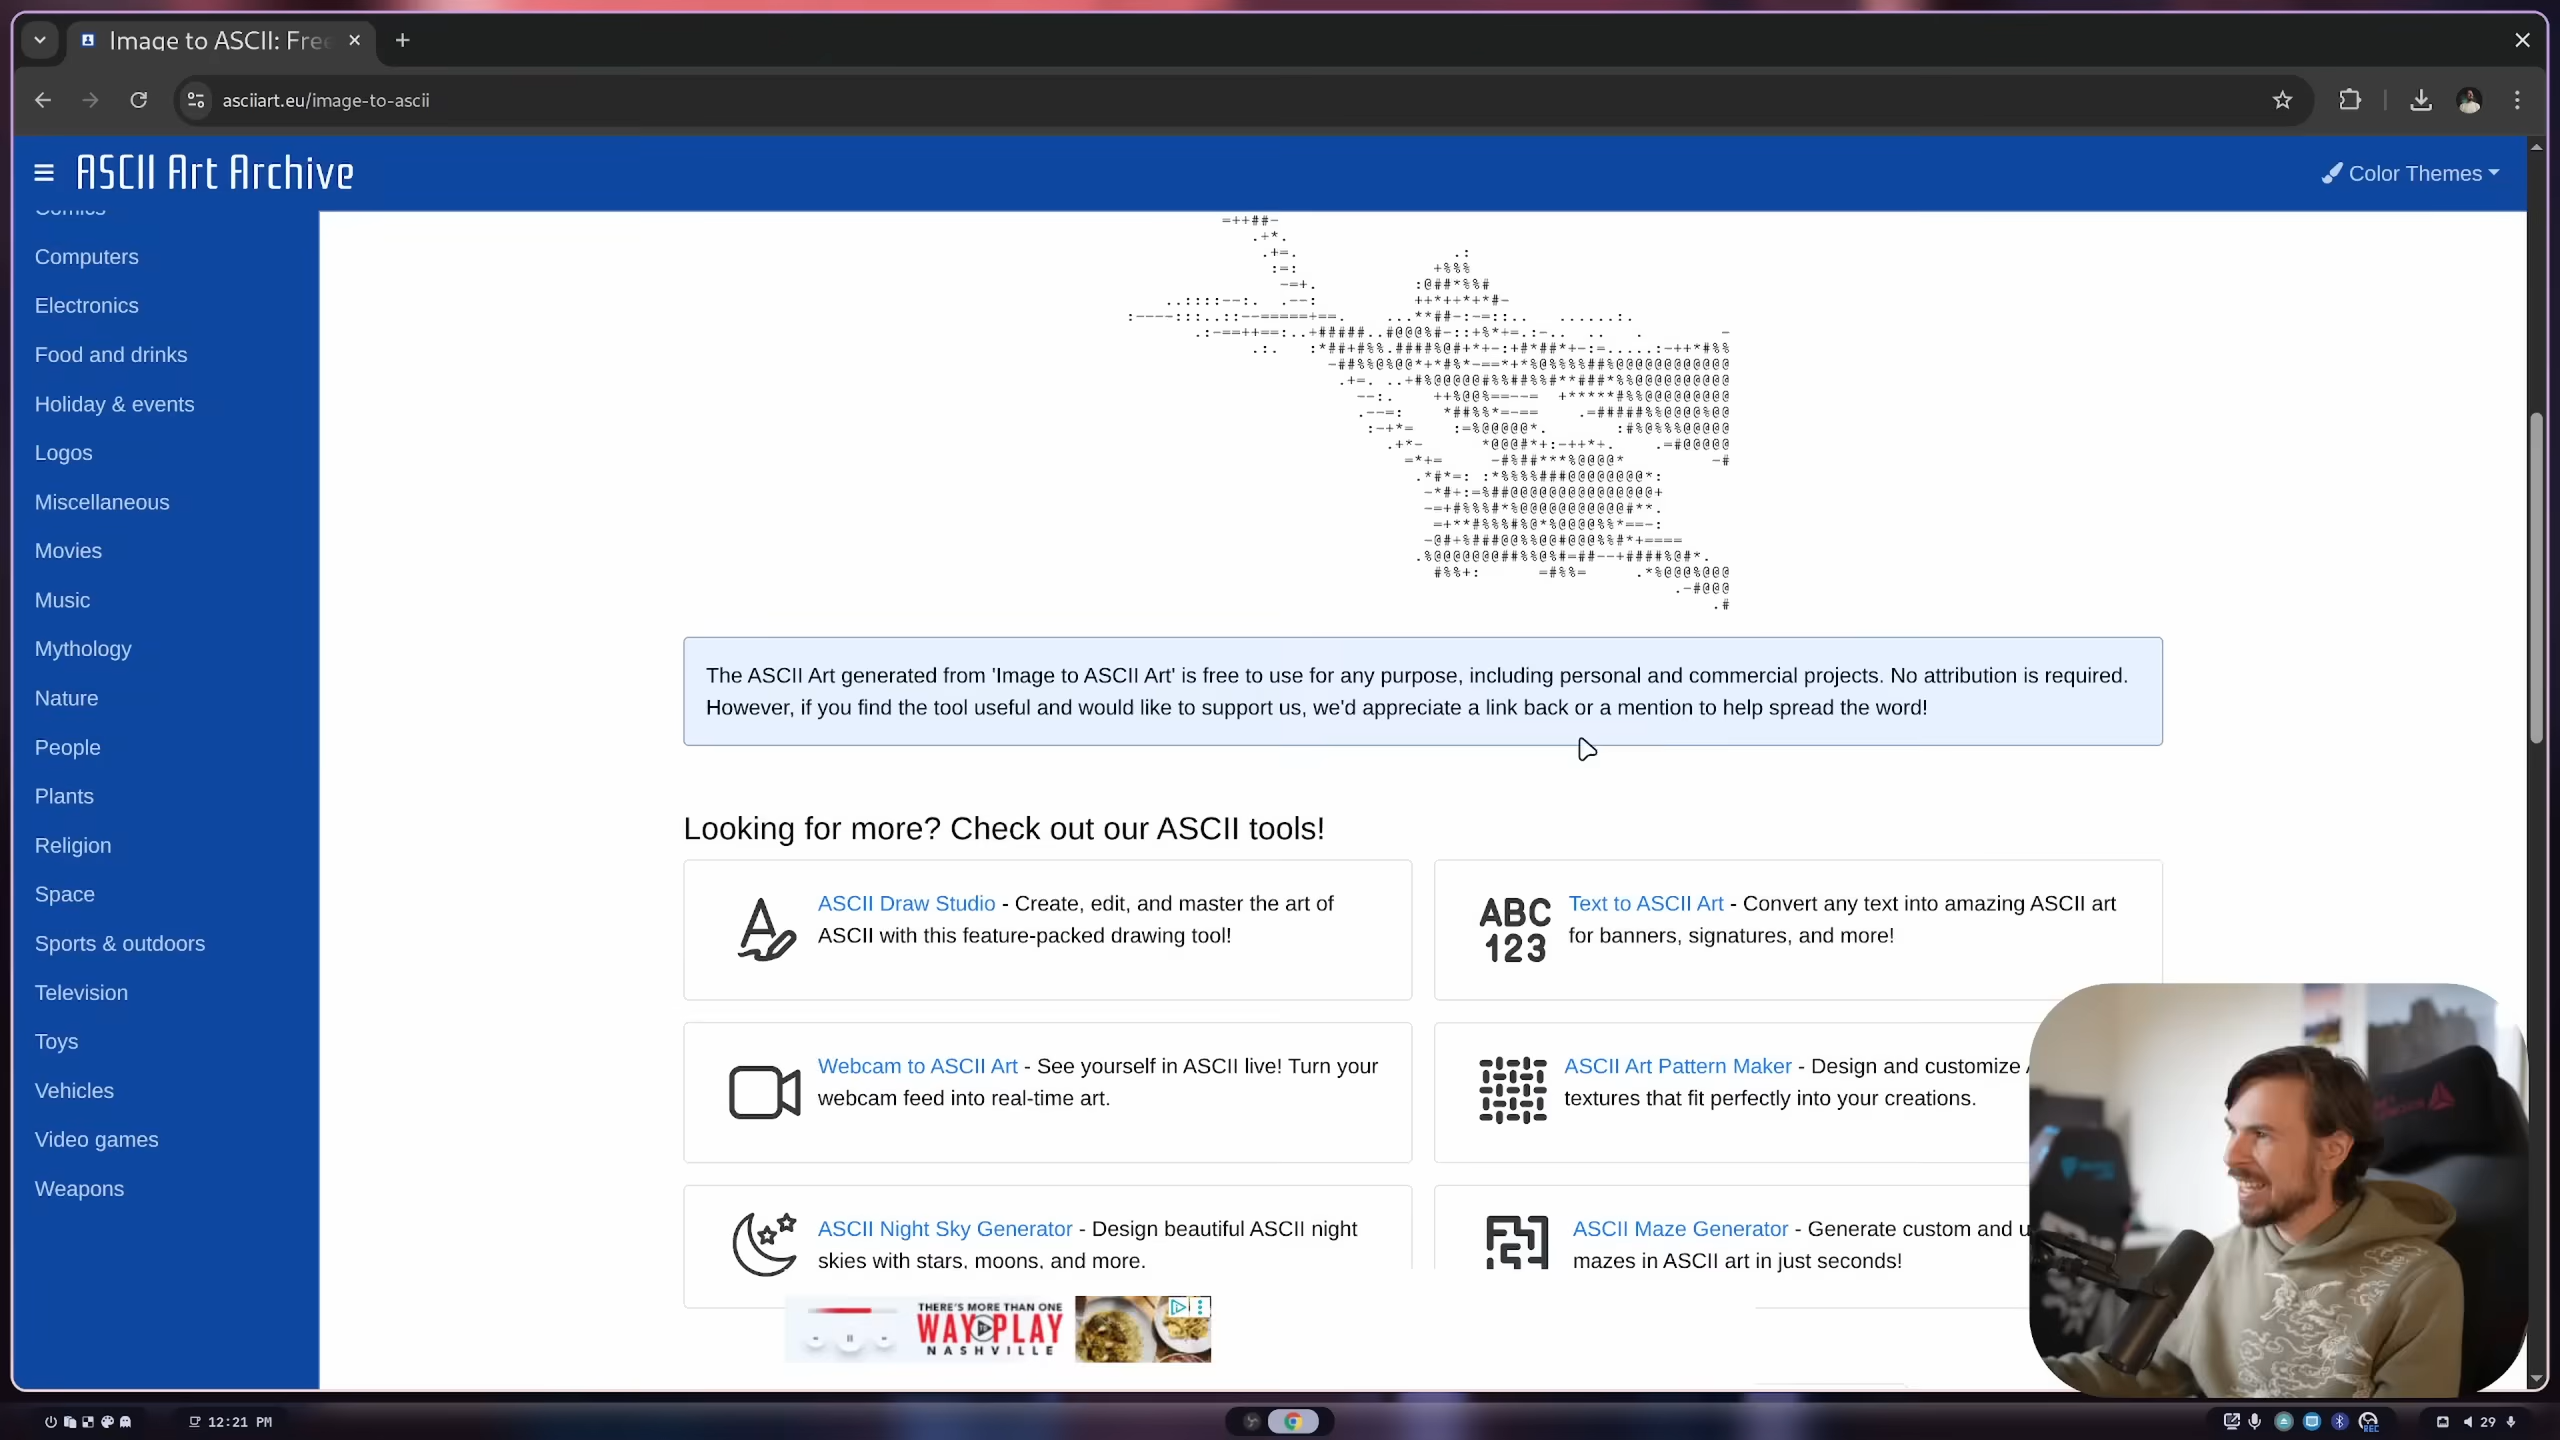 Image to ASCII: Free
asciiart.eu/image-to-ascii
ASCII Art Archive
Color Themes
Comics
Computers
Electronics
Food and drinks
Holiday & events
Logos
Miscellaneous
Movies
Music
Mythology
Nature
People
Plants
Religion
Space
Sports & outdoors
Television
Toys
Vehicles
Video games
Weapons
The ASCII Art generated from 'Image to ASCII Art' is free to use for any purpose, including personal and commercial projects. No attribution is required.
However, if you find the tool useful and would like to support us, we'd appreciate a link back or a mention to help spread the word!
Looking for more? Check out our ASCII tools!
ASCII Draw Studio - Create, edit, and master the art of
ASCII with this feature-packed drawing tool!
ABC
123
Text to ASCII Art - Convert any text into amazing ASCII art
for banners, signatures, and more!
Webcam to ASCII Art - See yourself in ASCII live! Turn your
webcam feed into real-time art.
ASCII Art Pattern Maker - Design and customize
textures that fit perfectly into your creations.
ASCII Night Sky Generator - Design beautiful ASCII night
skies with stars, moons, and more.
ASCII Maze Generator - Generate custom and u
mazes in ASCII art in just seconds!
THERE'S MORE THAN ONE
WAY TO PLAY
NASHVILLE
12:21 PM
REC
29